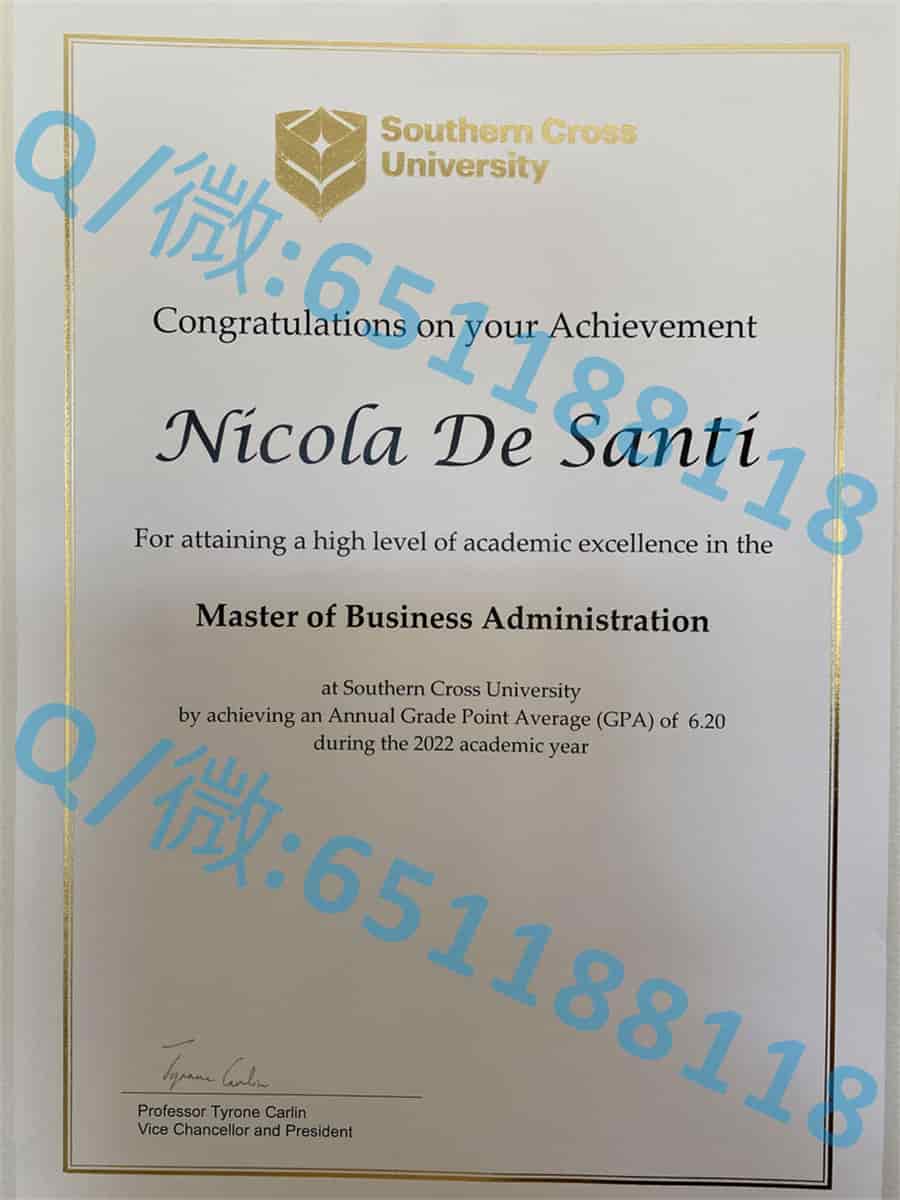 Southern Cross
University
Q/微:65118118
Congratulations on your Achievement
Nicola De Santi
For attaining a high level of academic excellence in the
Master of Business Administration
at Southern Cross University
by achieving an Annual Grade Point Average (GPA) of 6.20
during the 2022 academic year
Q/微:65118118
Tyrone Carlin
Professor Tyrone Carlin
Vice Chancellor and President